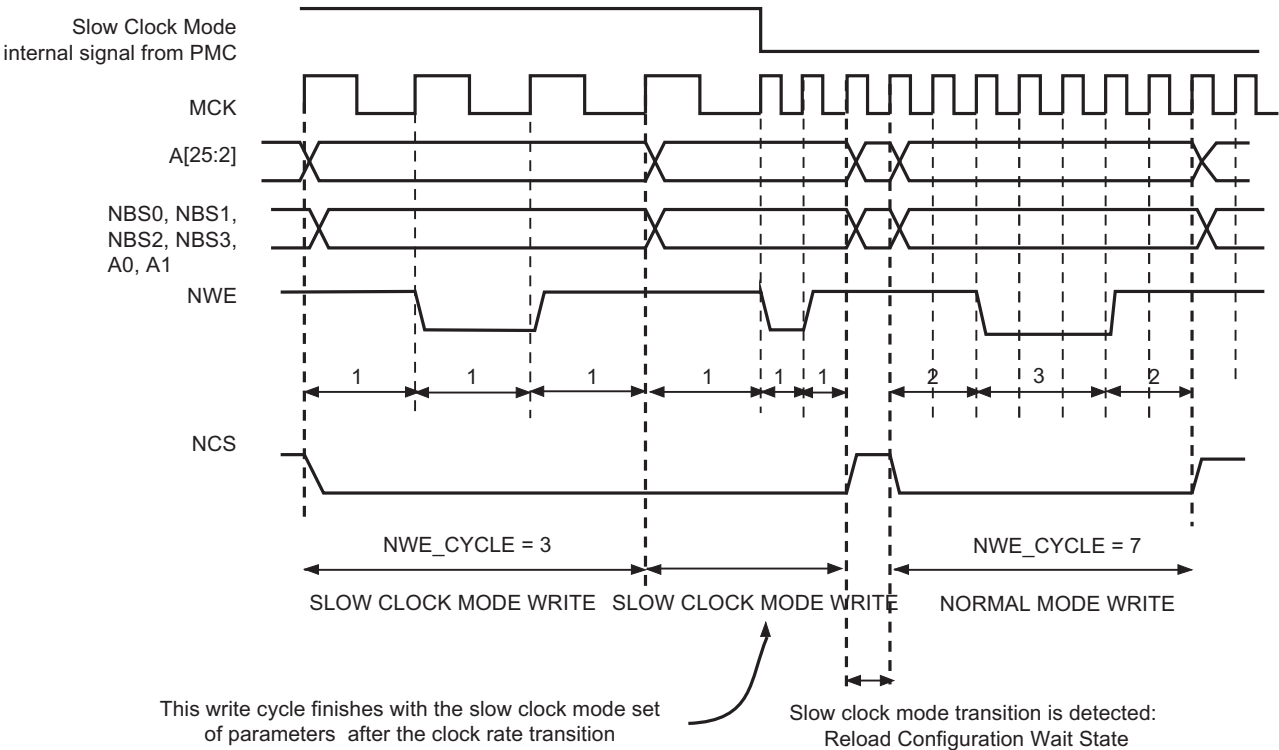 Slow Clock Mode
internal signal from PMC
MCK
A[25:2]
NBS0, NBS1,
NBS2, NBS3,
A0, A1
NWE
1 1 1 1 1 1 2 3 2
NCS
NWE_CYCLE = 3 NWE_CYCLE = 7
SLOW CLOCK MODE WRITE SLOW CLOCK MODE WRITE NORMAL MODE WRITE
This write cycle finishes with the slow clock mode set
of parameters after the clock rate transition
Slow clock mode transition is detected:
Reload Configuration Wait State